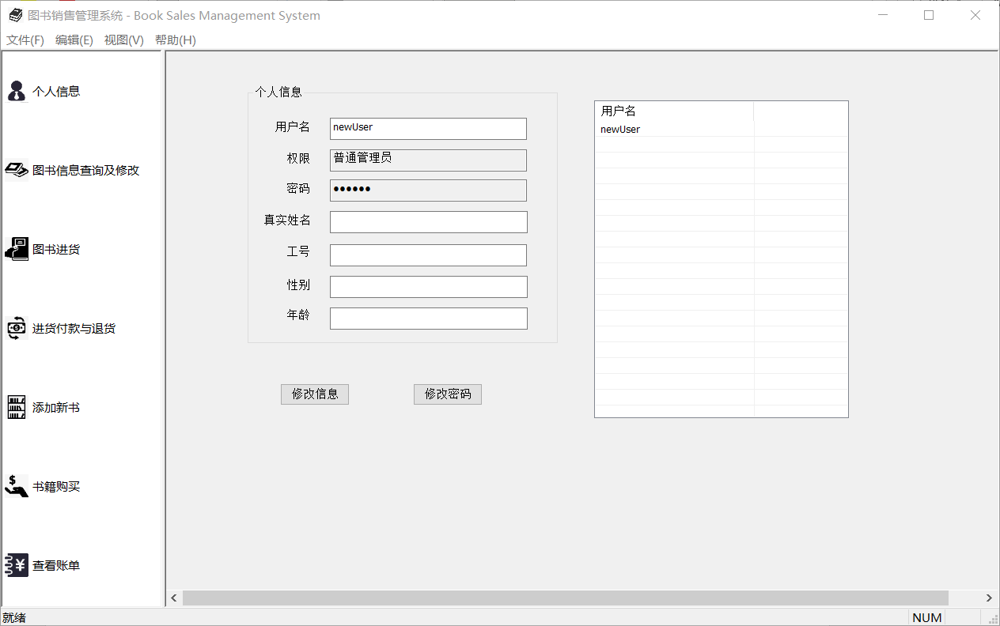 图书销售管理系统 - Book Sales Management System
文件(F) 编辑(E) 视图(V) 帮助(H)
个人信息
图书信息查询及修改
图书进货
进货付款与退货
添加新书
书籍购买
查看账单
个人信息
用户名 newUser
权限 普通管理员
密码 ●●●●●●
真实姓名
工号
性别
年龄
修改信息 修改密码
用户名
newUser
就绪 NUM